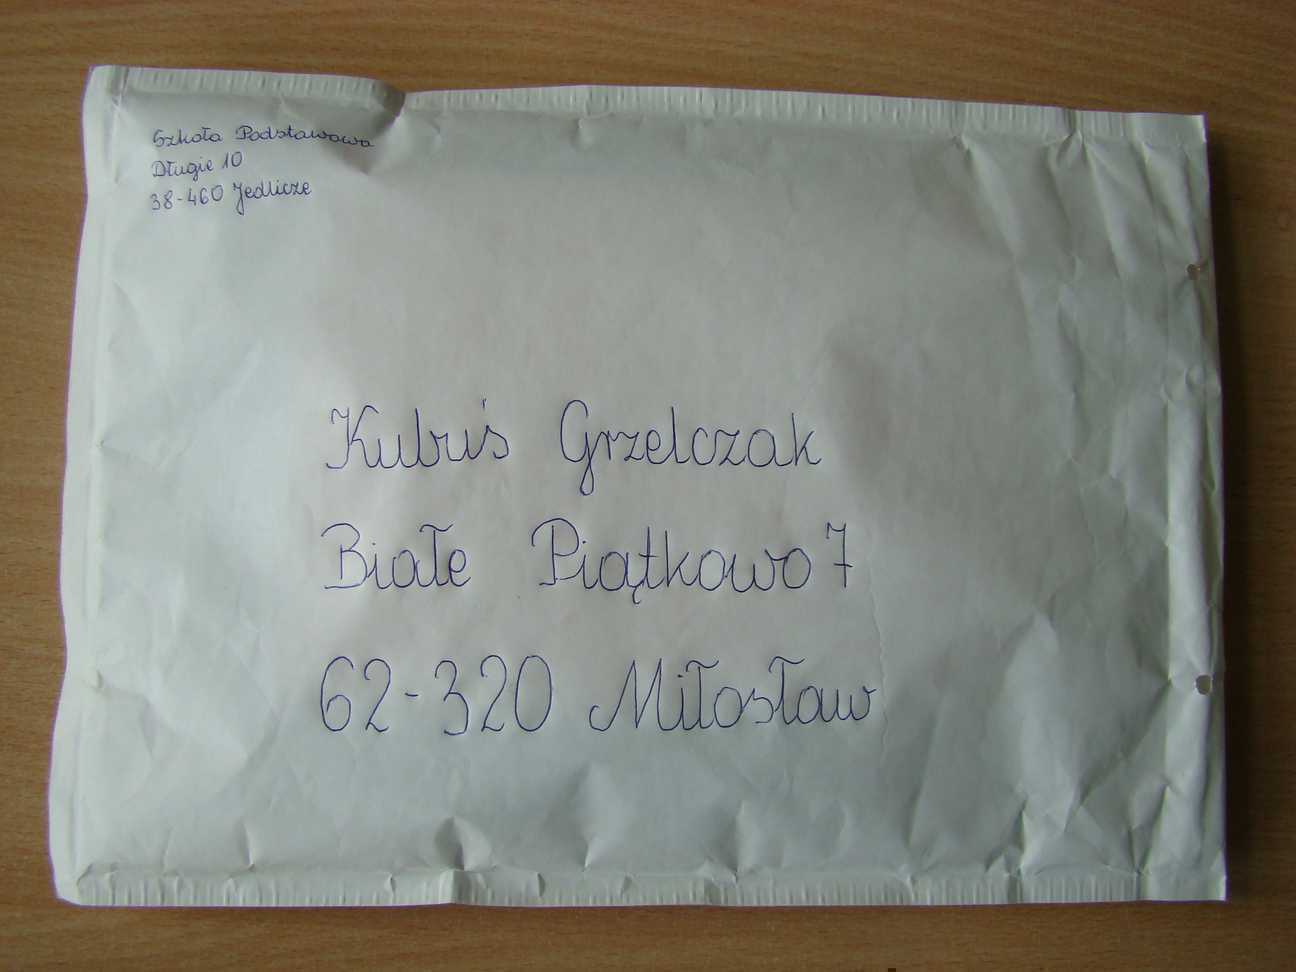 Szkoła Podstawowa
Długie 10
38-460 Jedlicze
Kubuś Grzelczak
Białe Piątkowo 7
62-320 Miłosław